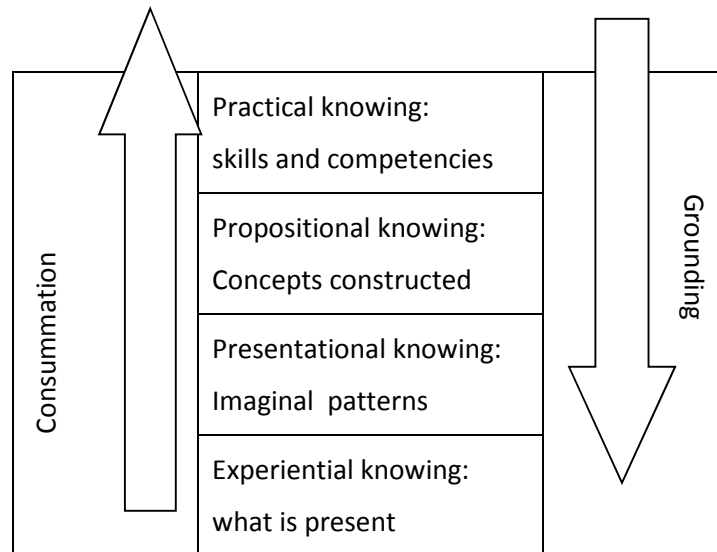 Consummation
Practical knowing:
skills and competencies
Propositional knowing:
Concepts constructed
Presentational knowing:
Imaginal  patterns
Experiential knowing:
what is present
Grounding